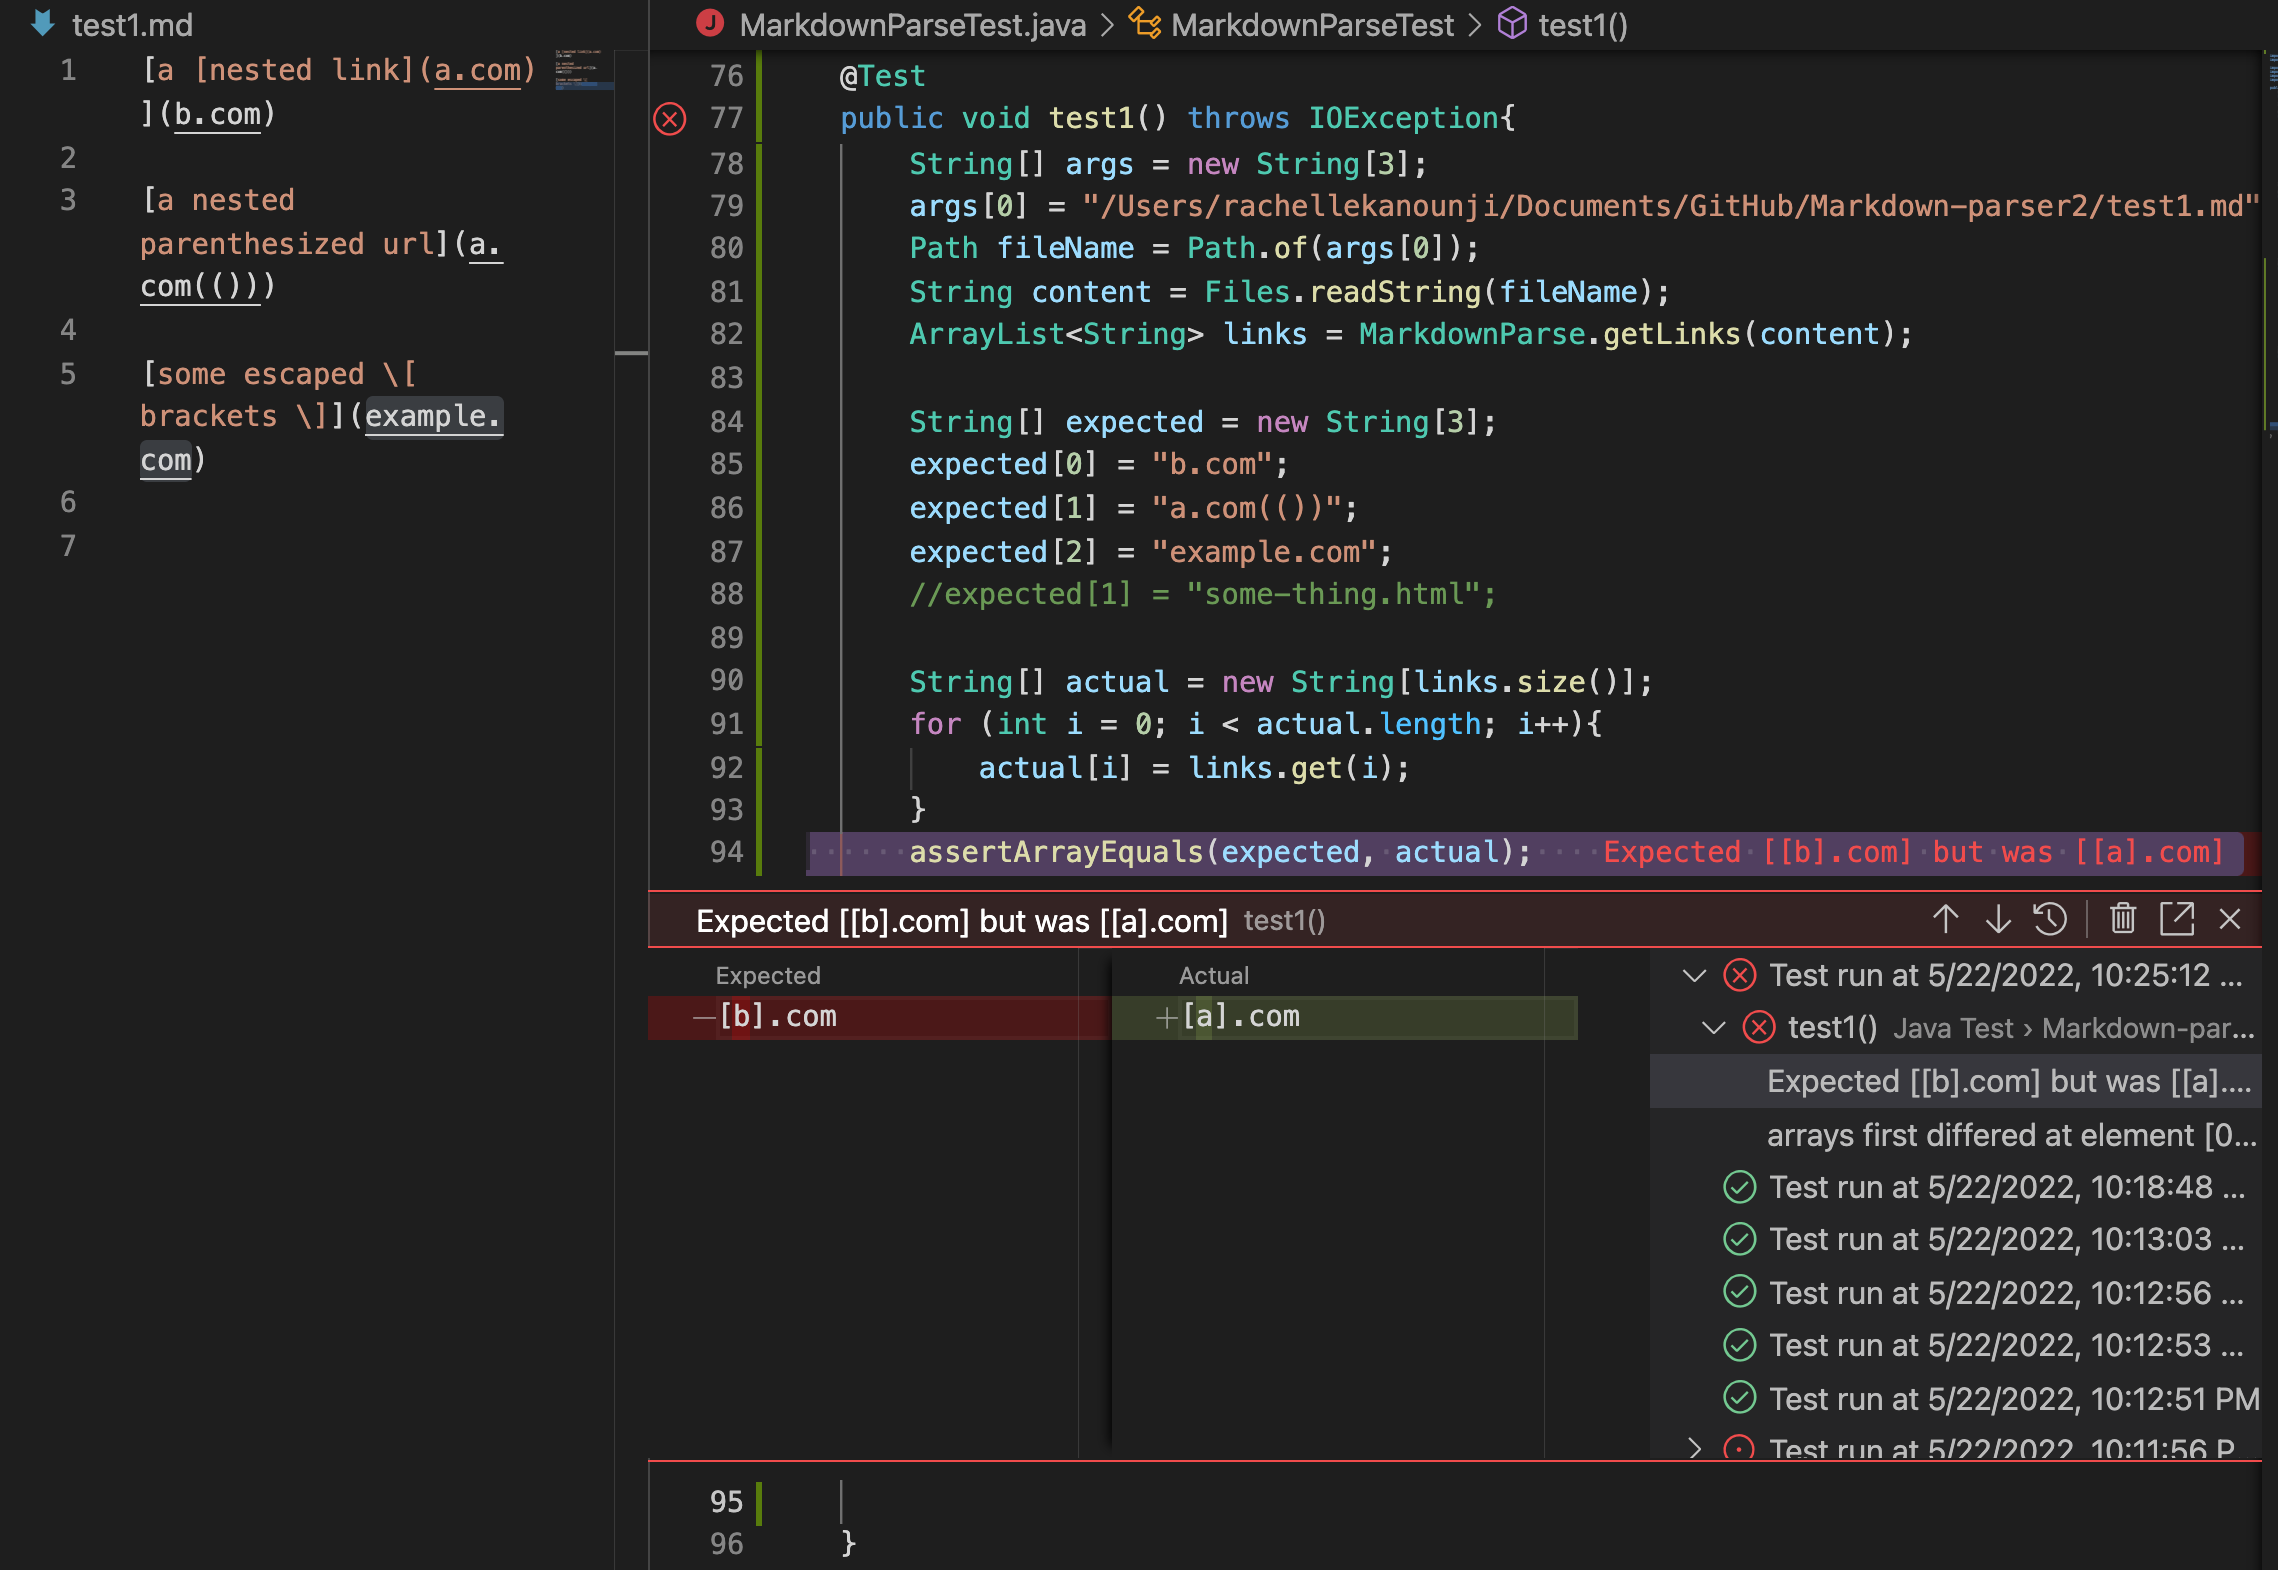 test1.md
1 [a [nested link](a.com)
](b.com)
2
3 [a nested
parenthesized url](a.
com(()))
4
5 [some escaped \[
brackets \]](example.
com)
6
7
MarkdownParseTest.java > MarkdownParseTest > test1()
76 @Test
77 public void test1() throws IOException{
78 String[] args = new String[3];
79 args[0] = "/Users/rachellekanounji/Documents/GitHub/Markdown-parser2/test1.md"
80 Path fileName = Path.of(args[0]);
81 String content = Files.readString(fileName);
82 ArrayList<String> links = MarkdownParse.getLinks(content);
83
84 String[] expected = new String[3];
85 expected[0] = "b.com";
86 expected[1] = "a.com(())";
87 expected[2] = "example.com";
88 //expected[1] = "some-thing.html";
89
90 String[] actual = new String[links.size()];
91 for (int i = 0; i < actual.length; i++){
92 actual[i] = links.get(i);
93 }
94 assertArrayEquals(expected, actual); Expected [[b].com] but was [[a].com]
Expected [[b].com] but was [[a].com] test1()
Expected
—[b].com
Actual
+[a].com
Test run at 5/22/2022, 10:25:12 ...
test1() Java Test › Markdown-par...
Expected [[b].com] but was [[a]....
arrays first differed at element [0...
Test run at 5/22/2022, 10:18:48 ...
Test run at 5/22/2022, 10:13:03 ...
Test run at 5/22/2022, 10:12:56 ...
Test run at 5/22/2022, 10:12:53 ...
Test run at 5/22/2022, 10:12:51 PM
Test run at 5/22/2022, 10:11:56 P...
95
96 }